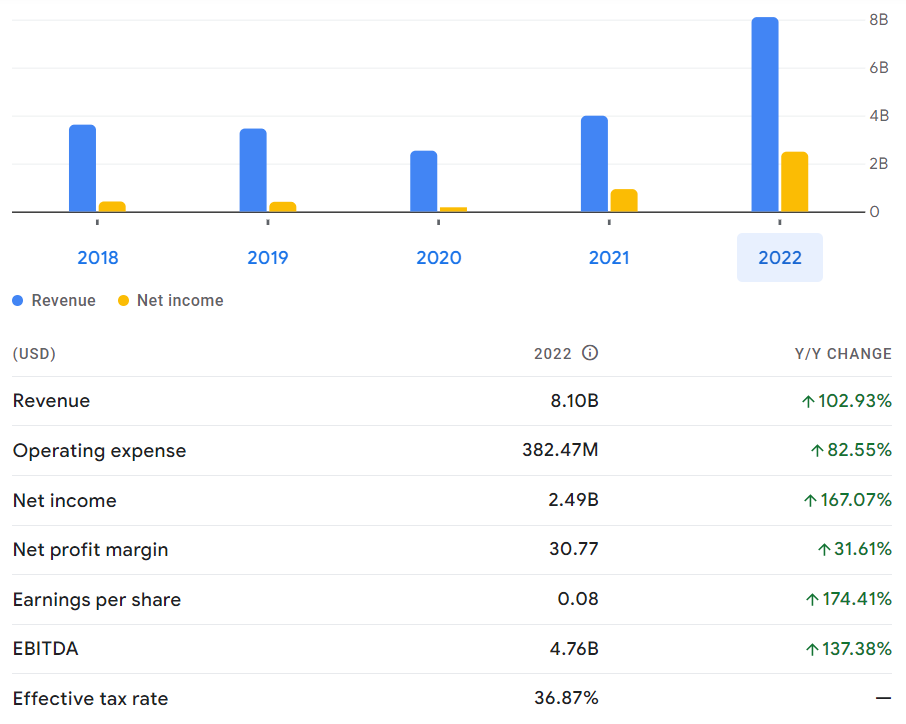 8B
6B
4B
2B
0
2018 2019 2020 2021 2022
Revenue Net income
(USD) 2022 Y/Y CHANGE
Revenue 8.10B ↑102.93%
Operating expense 382.47M ↑82.55%
Net income 2.49B ↑167.07%
Net profit margin 30.77 ↑31.61%
Earnings per share 0.08 ↑174.41%
EBITDA 4.76B ↑137.38%
Effective tax rate 36.87% —